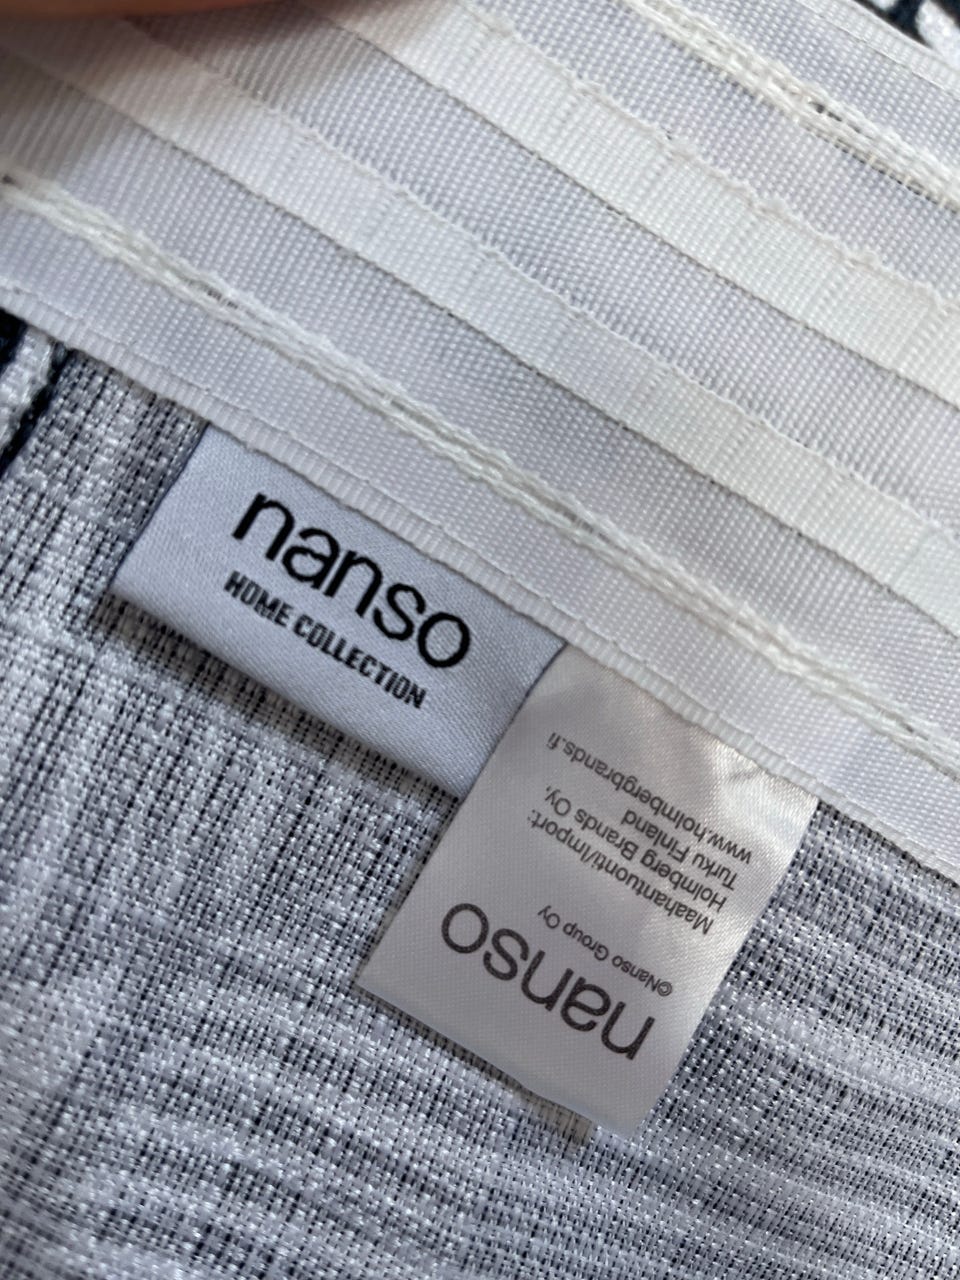 nanso
HOME COLLECTION
nanso
©Nanso Group Oy
Maahantuonti/Import:
Holmberg Brands Oy,
Turku Finland
www.holmbergbrands.fi